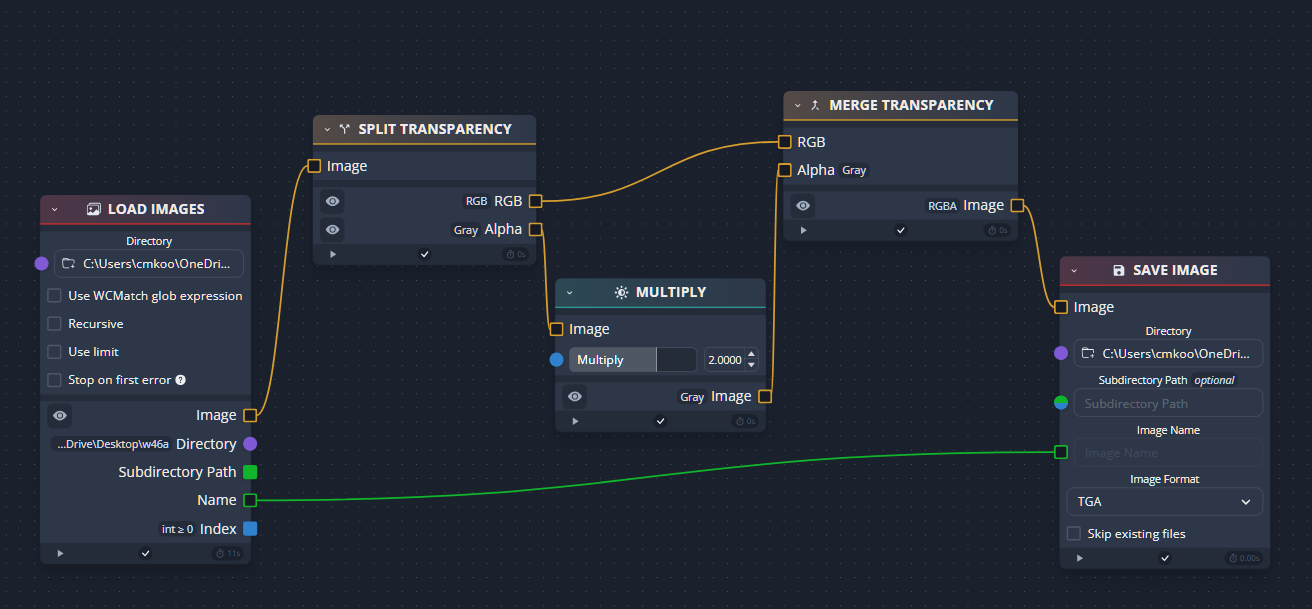 LOAD IMAGES
Directory
C:\Users\cmkoo\OneDri...
Use WCMatch glob expression
Recursive
Use limit
Stop on first error ?
Image
...Drive\Desktop\w46a Directory
Subdirectory Path
Name
int ≥ 0 Index
11s
SPLIT TRANSPARENCY
Image
RGB RGB
Gray Alpha
0s
MULTIPLY
Image
Multiply 2.0000
Gray Image
0s
MERGE TRANSPARENCY
RGB
Alpha Gray
RGBA Image
0s
SAVE IMAGE
Image
Directory
C:\Users\cmkoo\OneDri...
Subdirectory Path optional
Subdirectory Path
Image Name
Image Name
Image Format
TGA
Skip existing files
0.00s